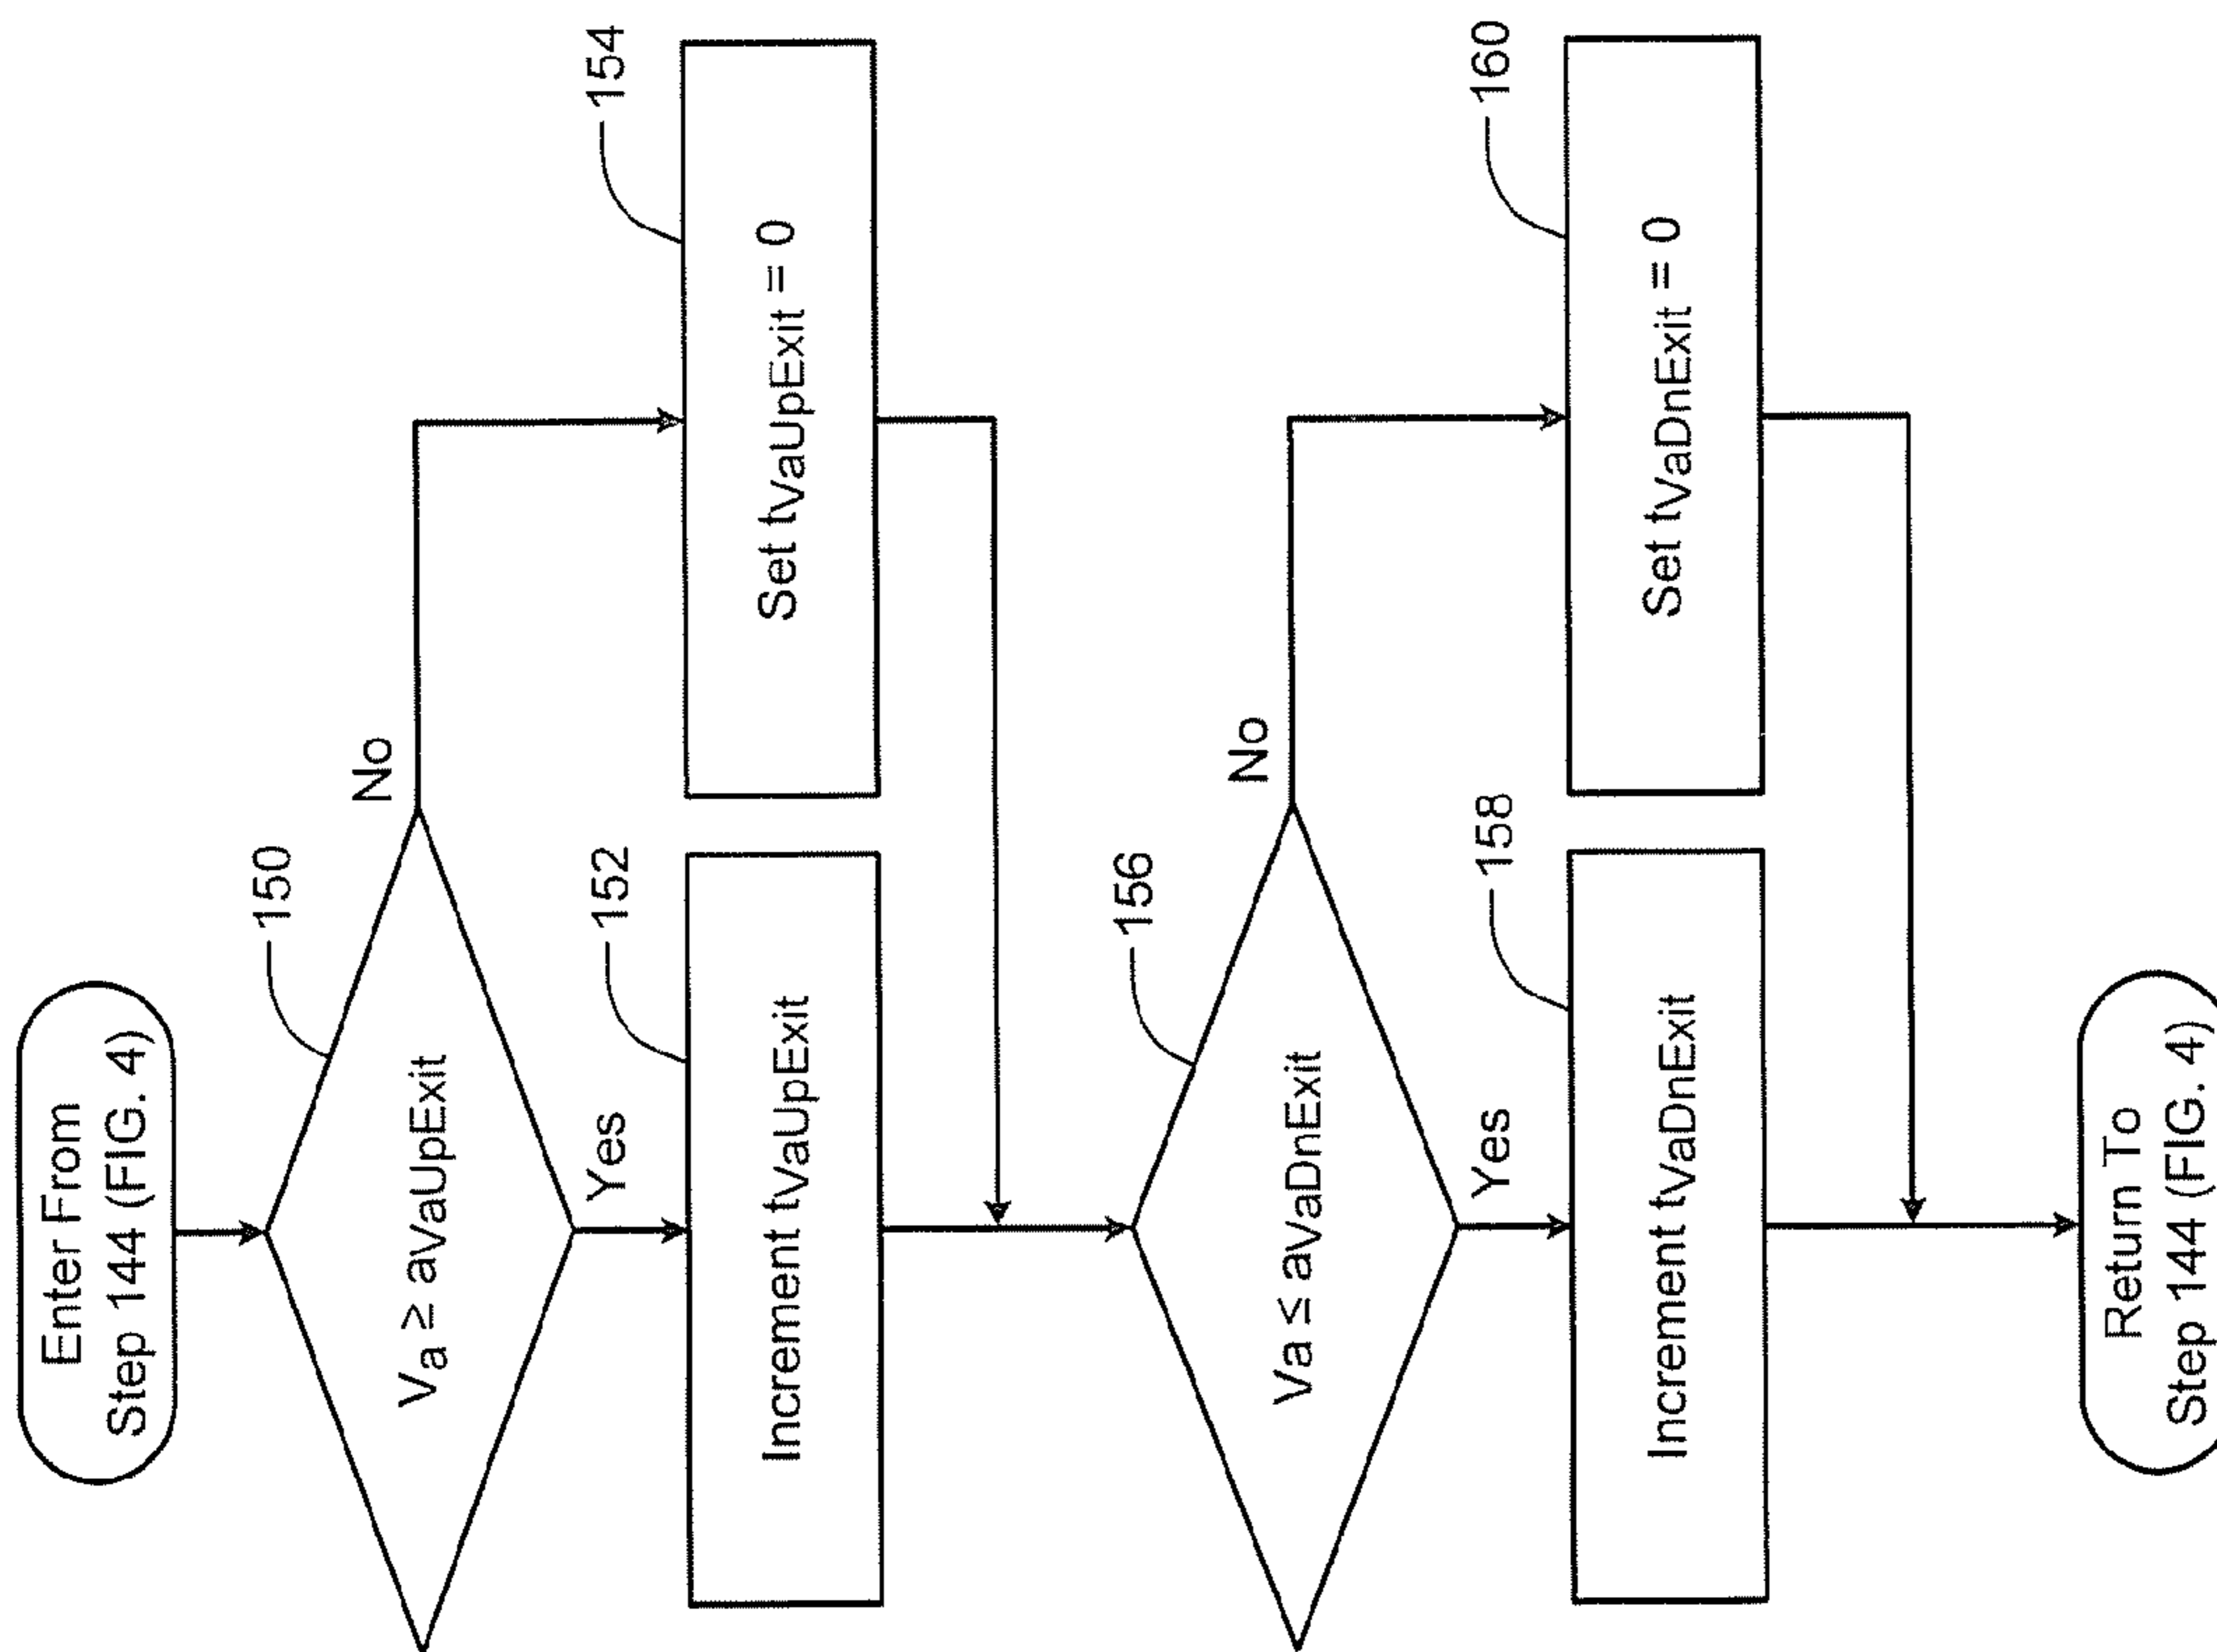 Enter From
Step 144 (FIG. 4)
150
Va ≥ aVaUpExit
No
Yes
152
Increment tVaUpExit
154
Set tVaUpExit = 0
156
Va ≤ aVaDnExit
No
Yes
158
Increment tVaDnExit
160
Set tVaDnExit = 0
Return To
Step 144 (FIG. 4)